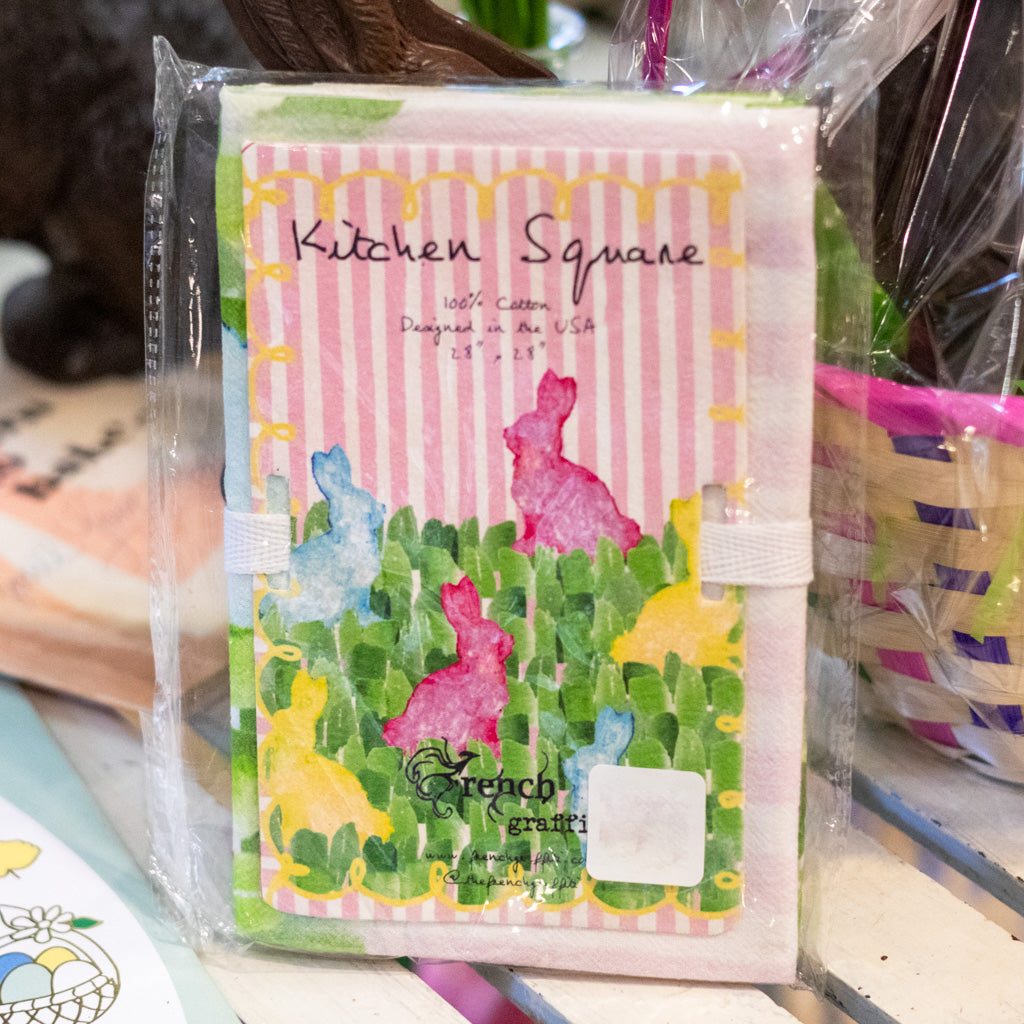 Kitchen Square
100% Cotton
Designed in the USA
28" x 28"
French
graffi